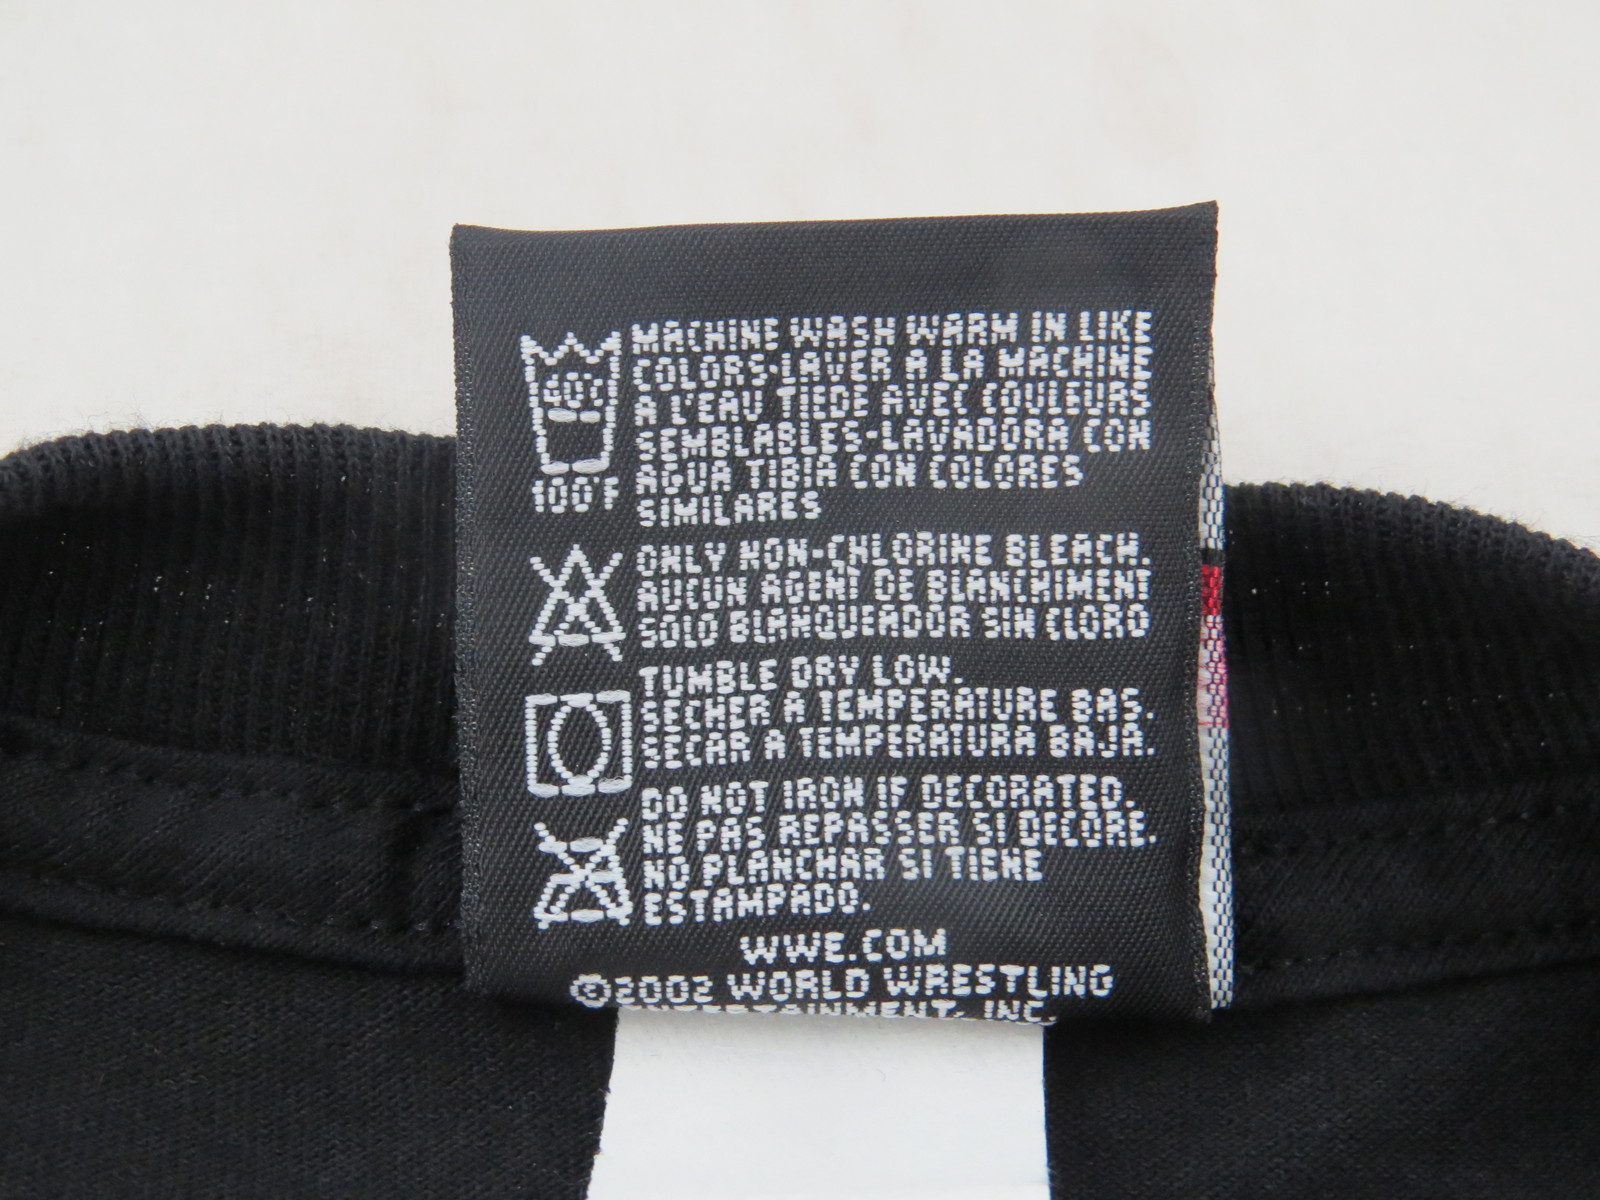 MACHINE WASH WARM IN LIKE
COLORS-LAVER A LA MACHINE
A L'EAU TIEDE AVEC COULEURS
SEMBLABLES-LAVADORA CON
AGUA TIBIA CON COLORES
SIMILARES
40°C
100°F
ONLY NON-CHLORINE BLEACH.
AUCUN AGENT DE BLANCHIMENT
SOLO BLANQUEADOR SIN CLORO
TUMBLE DRY LOW.
SECHER A TEMPERATURE BAS.
SECAR A TEMPERATURA BAJA.
DO NOT IRON IF DECORATED.
NE PAS REPASSER SI DECORE.
NO PLANCHAR SI TIENE
ESTAMPADO.
WWE.COM
©2002 WORLD WRESTLING
ENTERTAINMENT, INC.